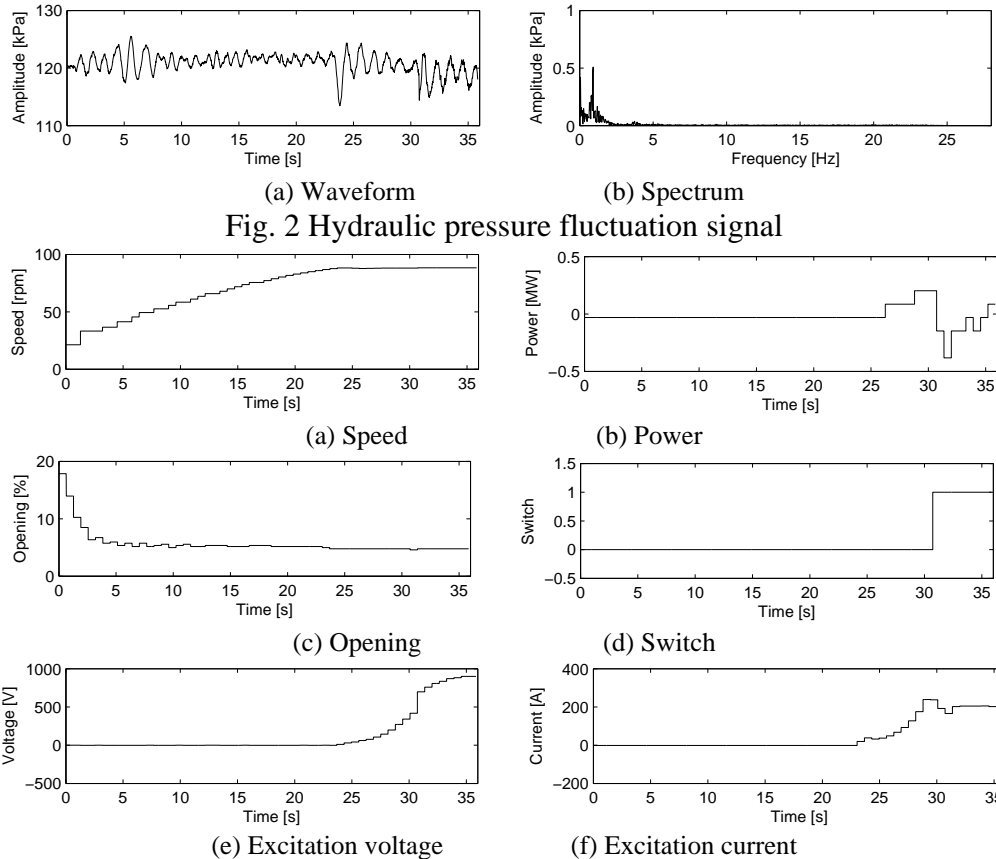 130
120
110
Amplitude [kPa]
0 5 10 15 20 25 30 35
Time [s]
(a) Waveform
1
0.5
0
Amplitude [kPa]
0 5 10 15 20 25
Frequency [Hz]
(b) Spectrum
Fig. 2 Hydraulic pressure fluctuation signal
100
50
0
Speed [rpm]
0 5 10 15 20 25 30 35
Time [s]
(a) Speed
0.5
0
−0.5
Power [MW]
0 5 10 15 20 25 30 35
Time [s]
(b) Power
20
10
0
Opening [%]
0 5 10 15 20 25 30 35
Time [s]
(c) Opening
1.5
1
0.5
0
−0.5
Switch
0 5 10 15 20 25 30 35
Time [s]
(d) Switch
1000
500
0
−500
Voltage [V]
0 5 10 15 20 25 30 35
Time [s]
(e) Excitation voltage
400
200
0
−200
Current [A]
0 5 10 15 20 25 30 35
Time [s]
(f) Excitation current